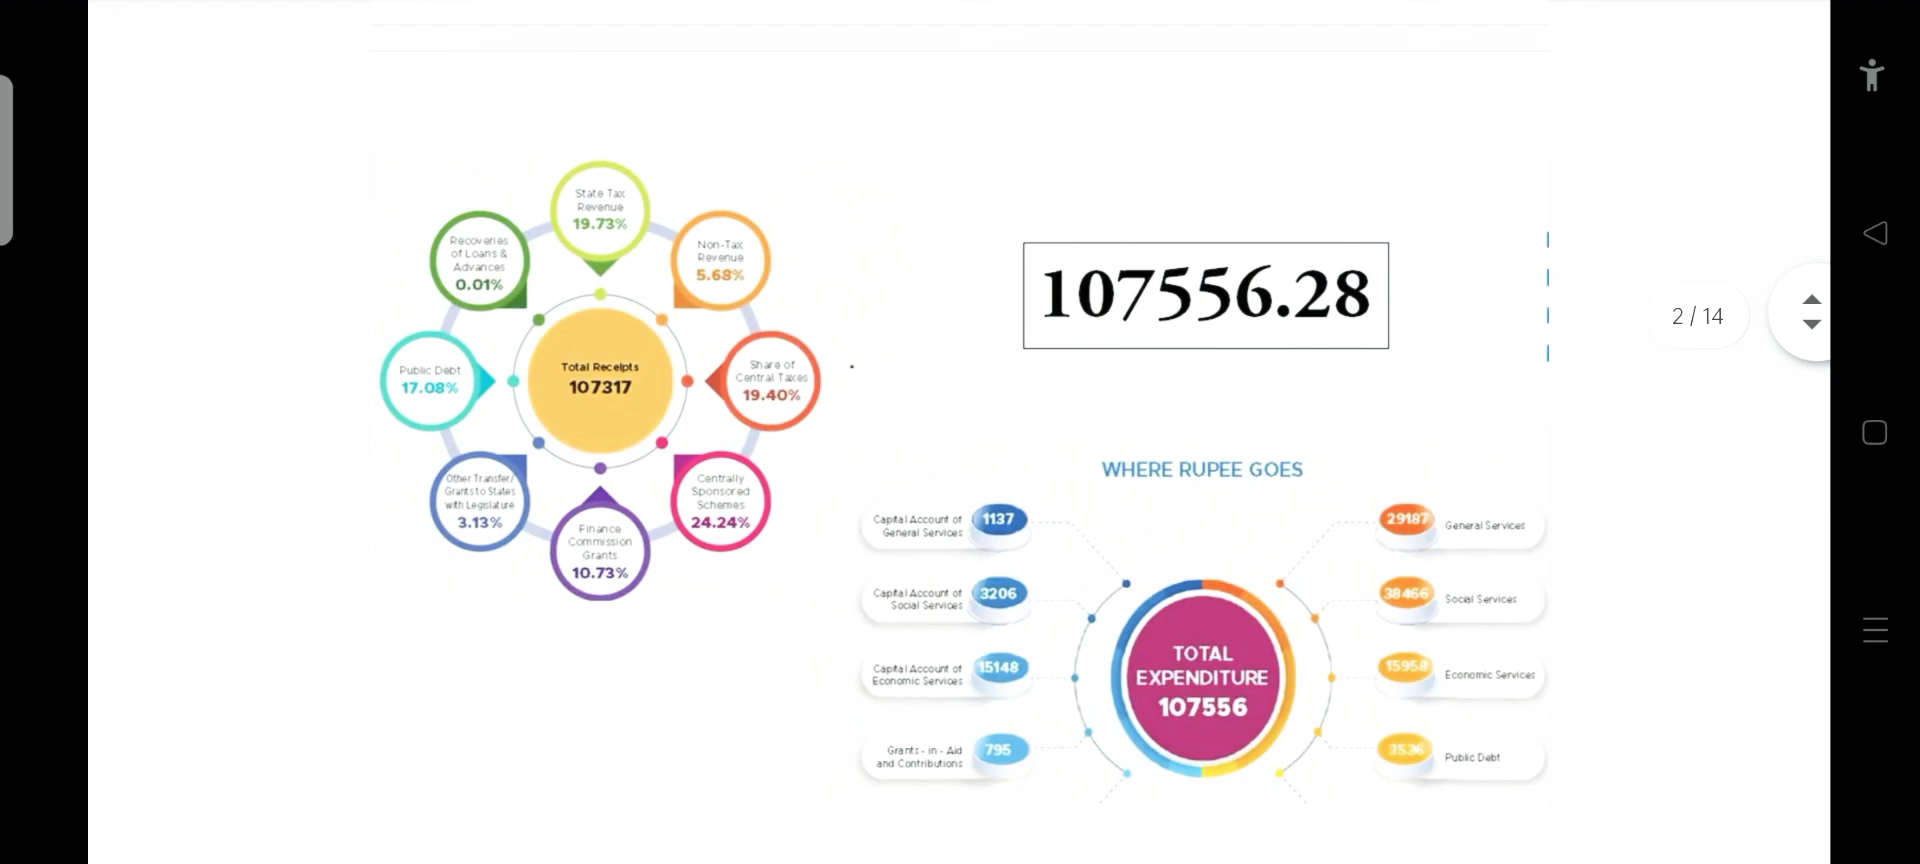 State Tax
Revenue
19.73%
Recoveries
of Loans &
Advances
0.01%
Non-Tax
Revenue
5.68%
Public Debt
17.08%
Total Receipts
107317
Share of
Central Taxes
19.40%
Other Transfer/
Grants to States
with Legislature
3.13%
Finance
Commission
Grants
10.73%
Centrally
Sponsored
Schemes
24.24%
107556.28
2 / 14
WHERE RUPEE GOES
Capital Account of
General Services
1137
Capital Account of
Social Services
3206
Capital Account of
Economic Services
15148
Grants - in - Aid
and Contributions
795
TOTAL
EXPENDITURE
107556
29187
General Services
38466
Social Services
15958
Economic Services
3536
Public Debt